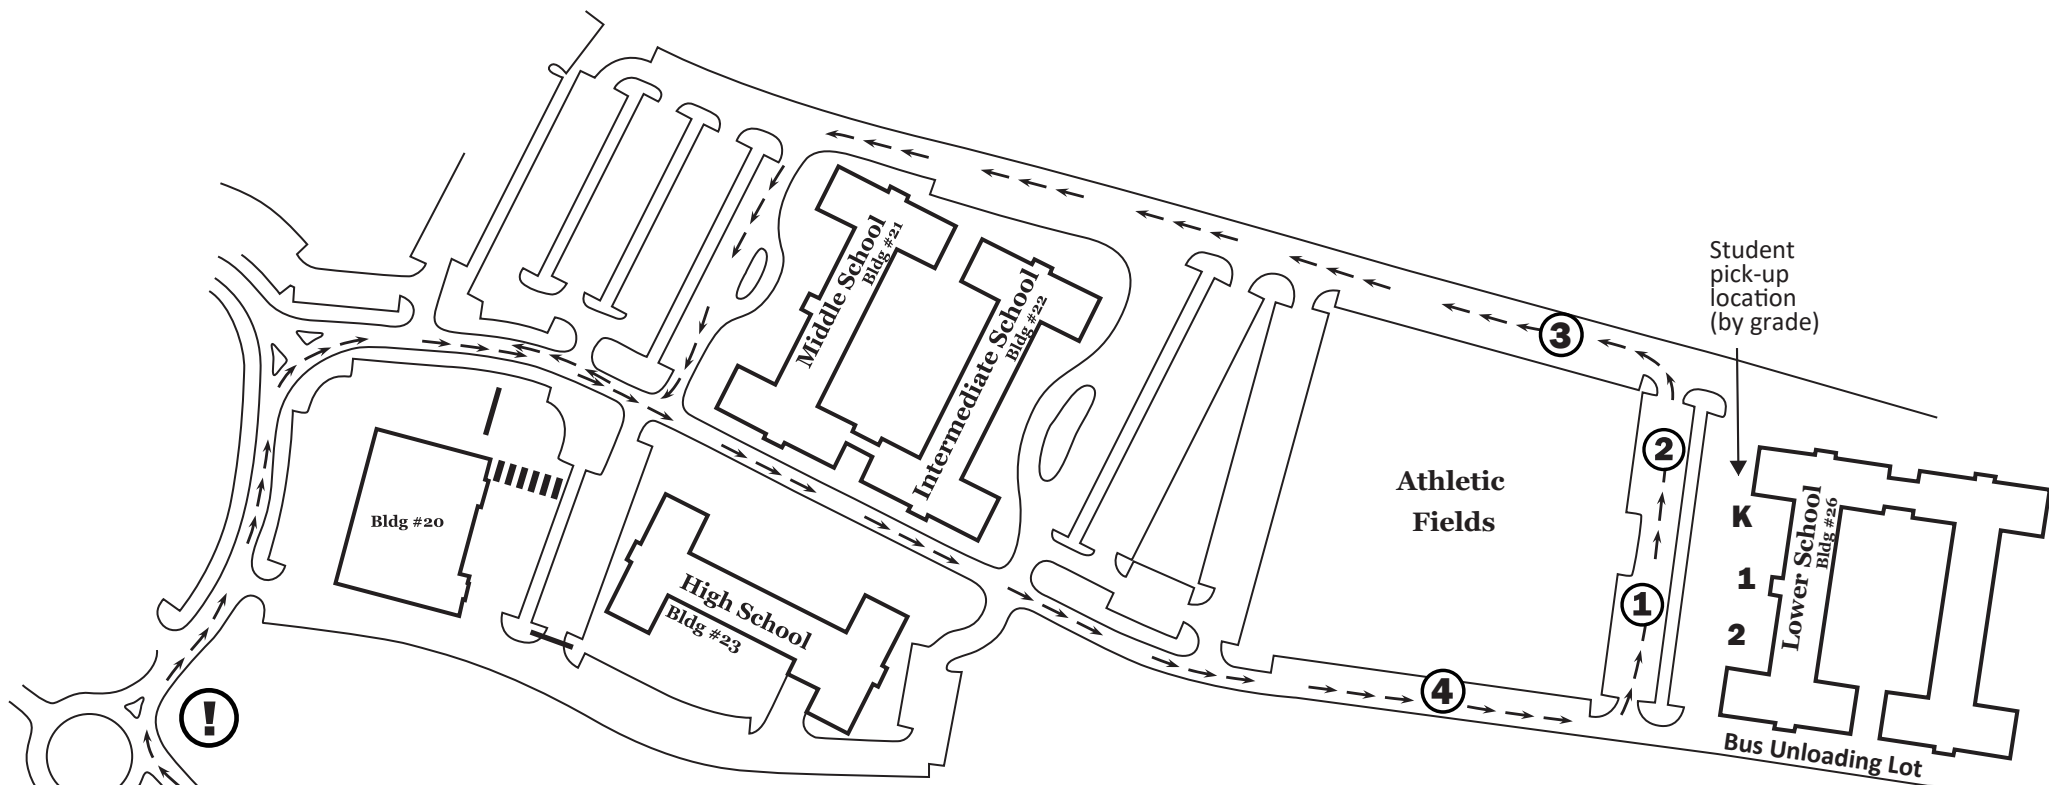 Middle School
Bldg #21
Intermediate School
Bldg #22
Student
pick-up
location
(by grade)
3
2
Athletic
Fields
K
Lower School
Bldg #26
Bldg #20
1
1
High School
Bldg #23
2
4
!
Bus Unloading Lot